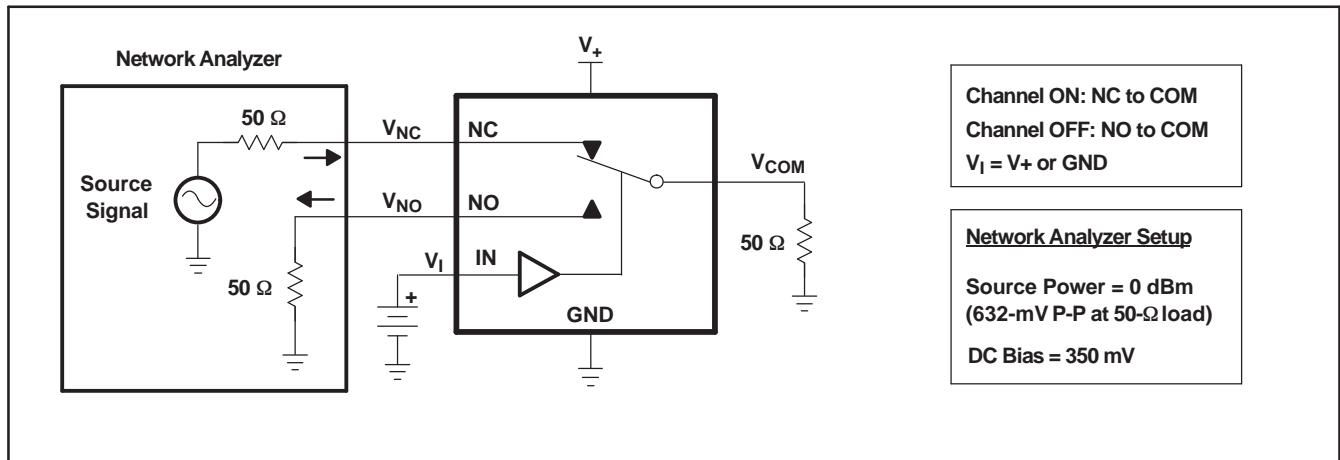 Network Analyzer
50 Ω
Source
Signal
50 Ω
V+
VNC
NC
VNO
NO
VI
IN
+
GND
VCOM
50 Ω
Channel ON: NC to COM
Channel OFF: NO to COM
VI = V+ or GND
Network Analyzer Setup
Source Power = 0 dBm
(632-mV P-P at 50-Ω load)
DC Bias = 350 mV